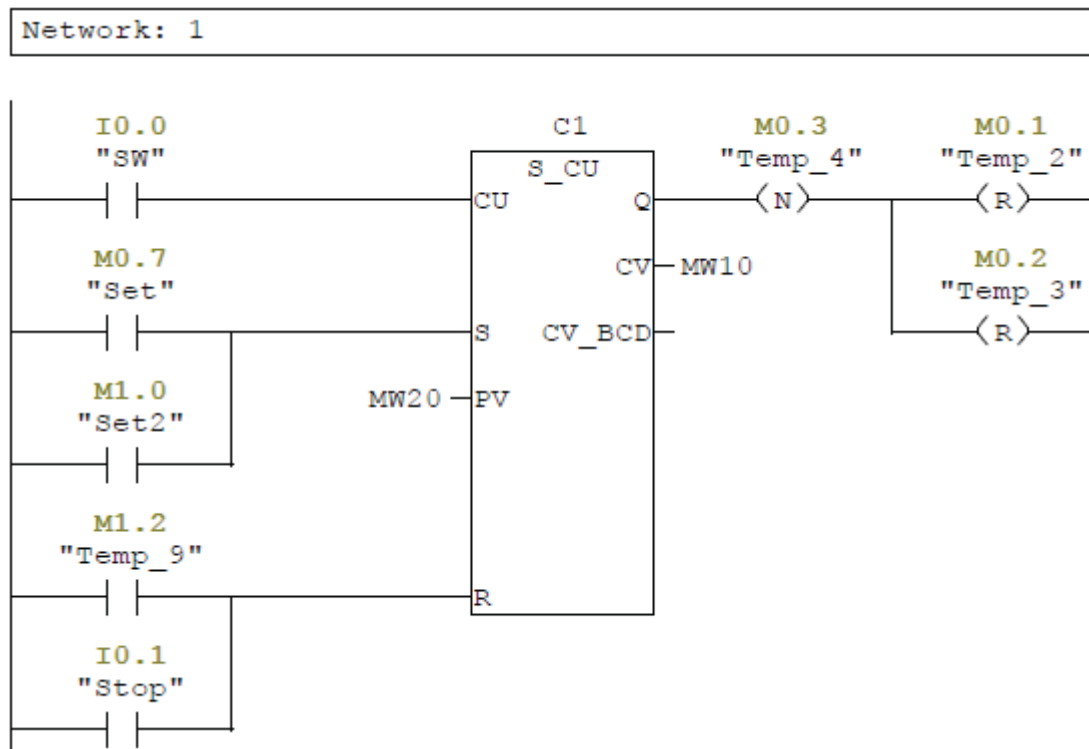 Network: 1
I0.0
"SW"
C1
S_CU
M0.3
"Temp_4"
M0.1
"Temp_2"
CU
Q
N
R
M0.7
"Set"
CV
MW10
M0.2
"Temp_3"
S
CV_BCD
R
M1.0
"Set2"
MW20
PV
M1.2
"Temp_9"
R
I0.1
"Stop"